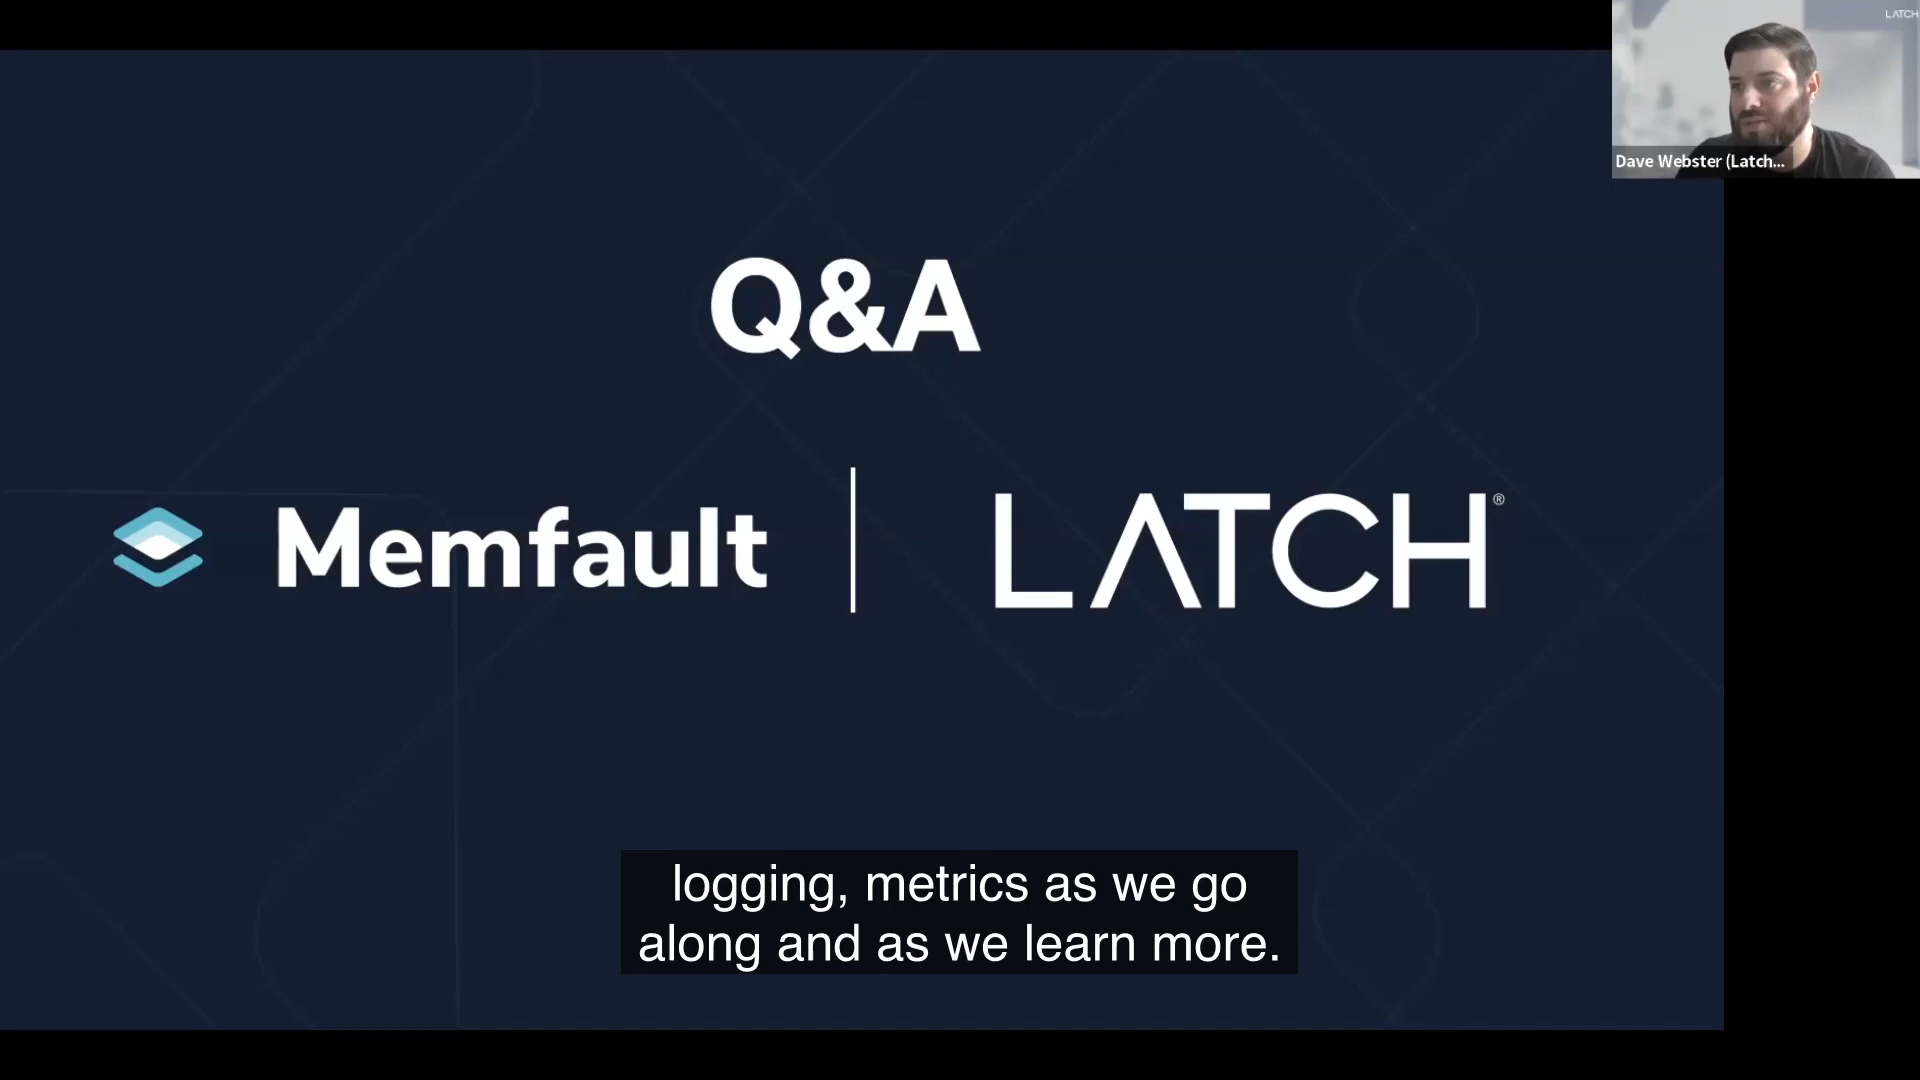 LATCH
Dave Webster (Latch...
Q&A
Memfault
LATCH®
logging, metrics as we go
along and as we learn more.